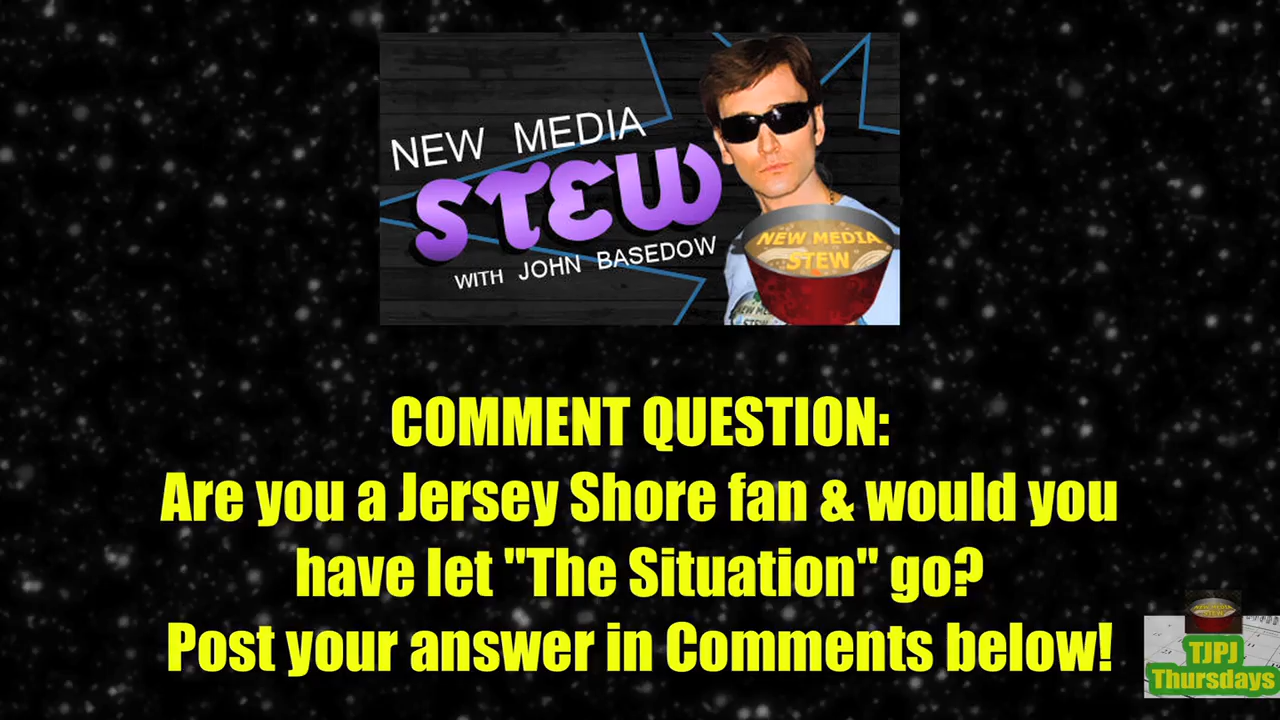 NEW MEDIA
STEW
WITH JOHN BASEDOW
NEW MEDIA
STEW
COMMENT QUESTION:
Are you a Jersey Shore fan & would you
have let "The Situation" go?
Post your answer in Comments below!
TJPJ
Thursdays